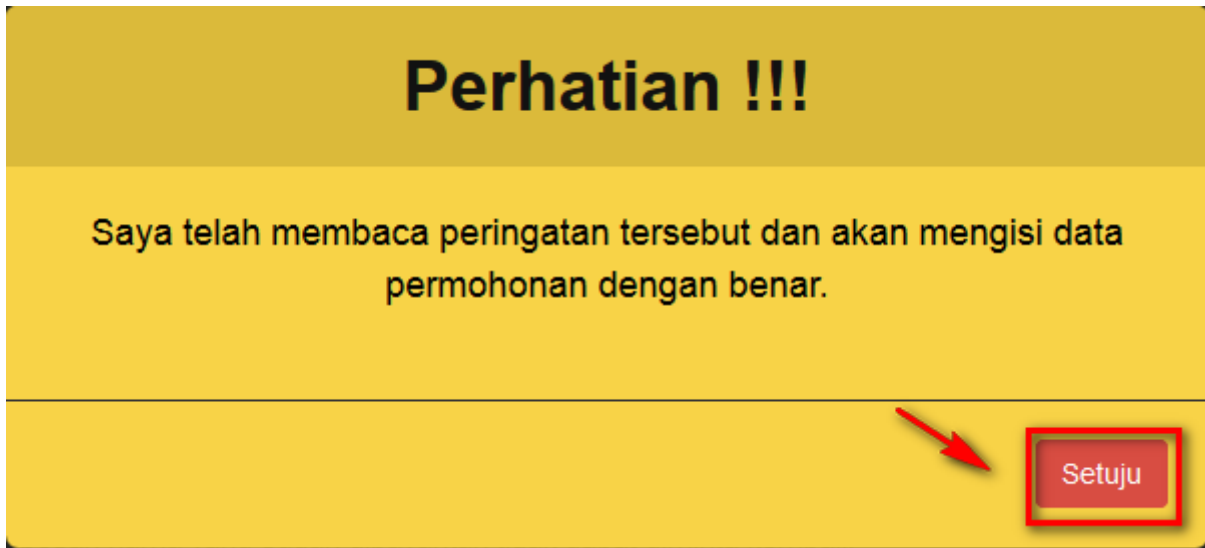 Perhatian !!!
Saya telah membaca peringatan tersebut dan akan mengisi data
permohonan dengan benar.
Setuju